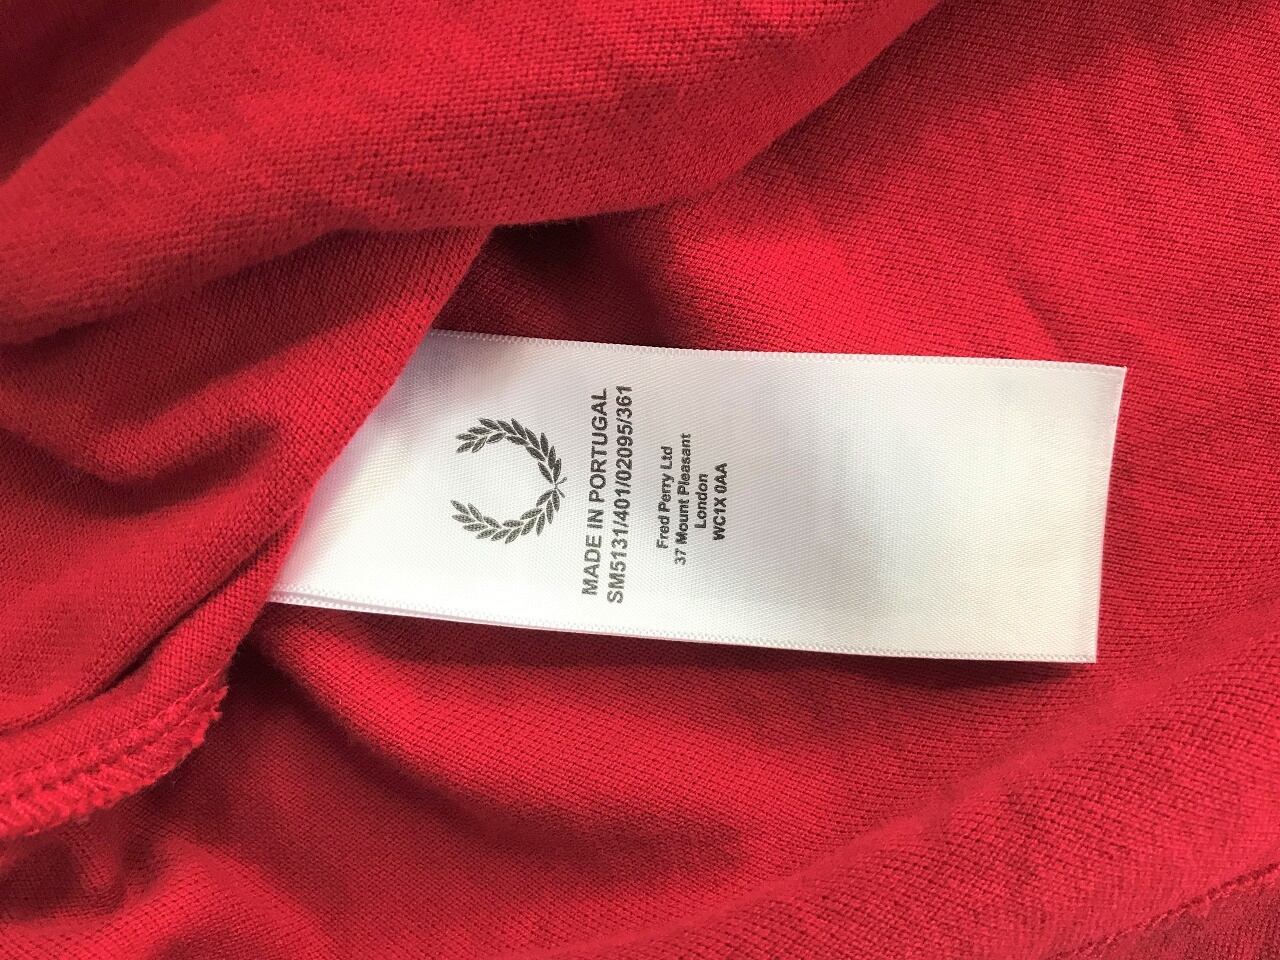 MADE IN PORTUGAL
SM5131/401/02095/361
Fred Perry Ltd
37 Mount Pleasant
London
WC1X 0AA